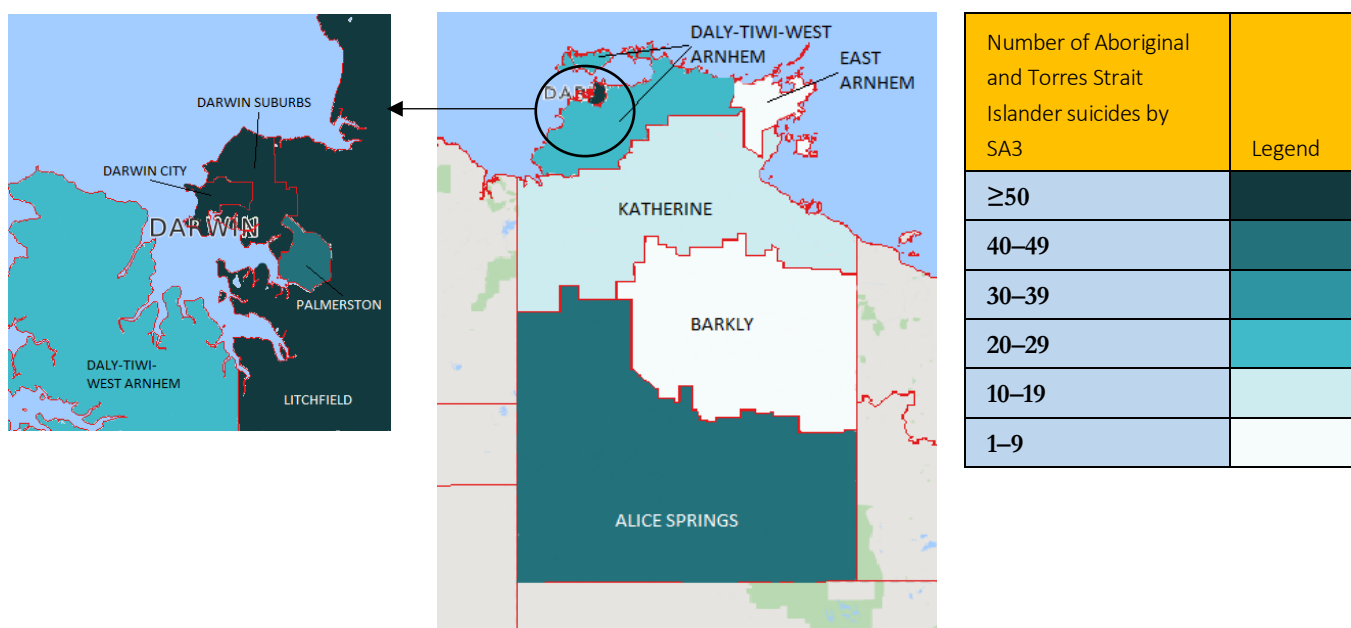 DARWIN SUBURBS
DARWIN CITY
DARWIN
PALMERSTON
DALY-TIWI-
WEST ARNHEM
LITCHFIELD
DALY-TIWI-WEST
ARNHEM
EAST
ARNHEM
DAR
KATHERINE
BARKLY
ALICE SPRINGS
Number of Aboriginal
and Torres Strait
Islander suicides by
SA3
Legend
≥50
40–49
30–39
20–29
10–19
1–9